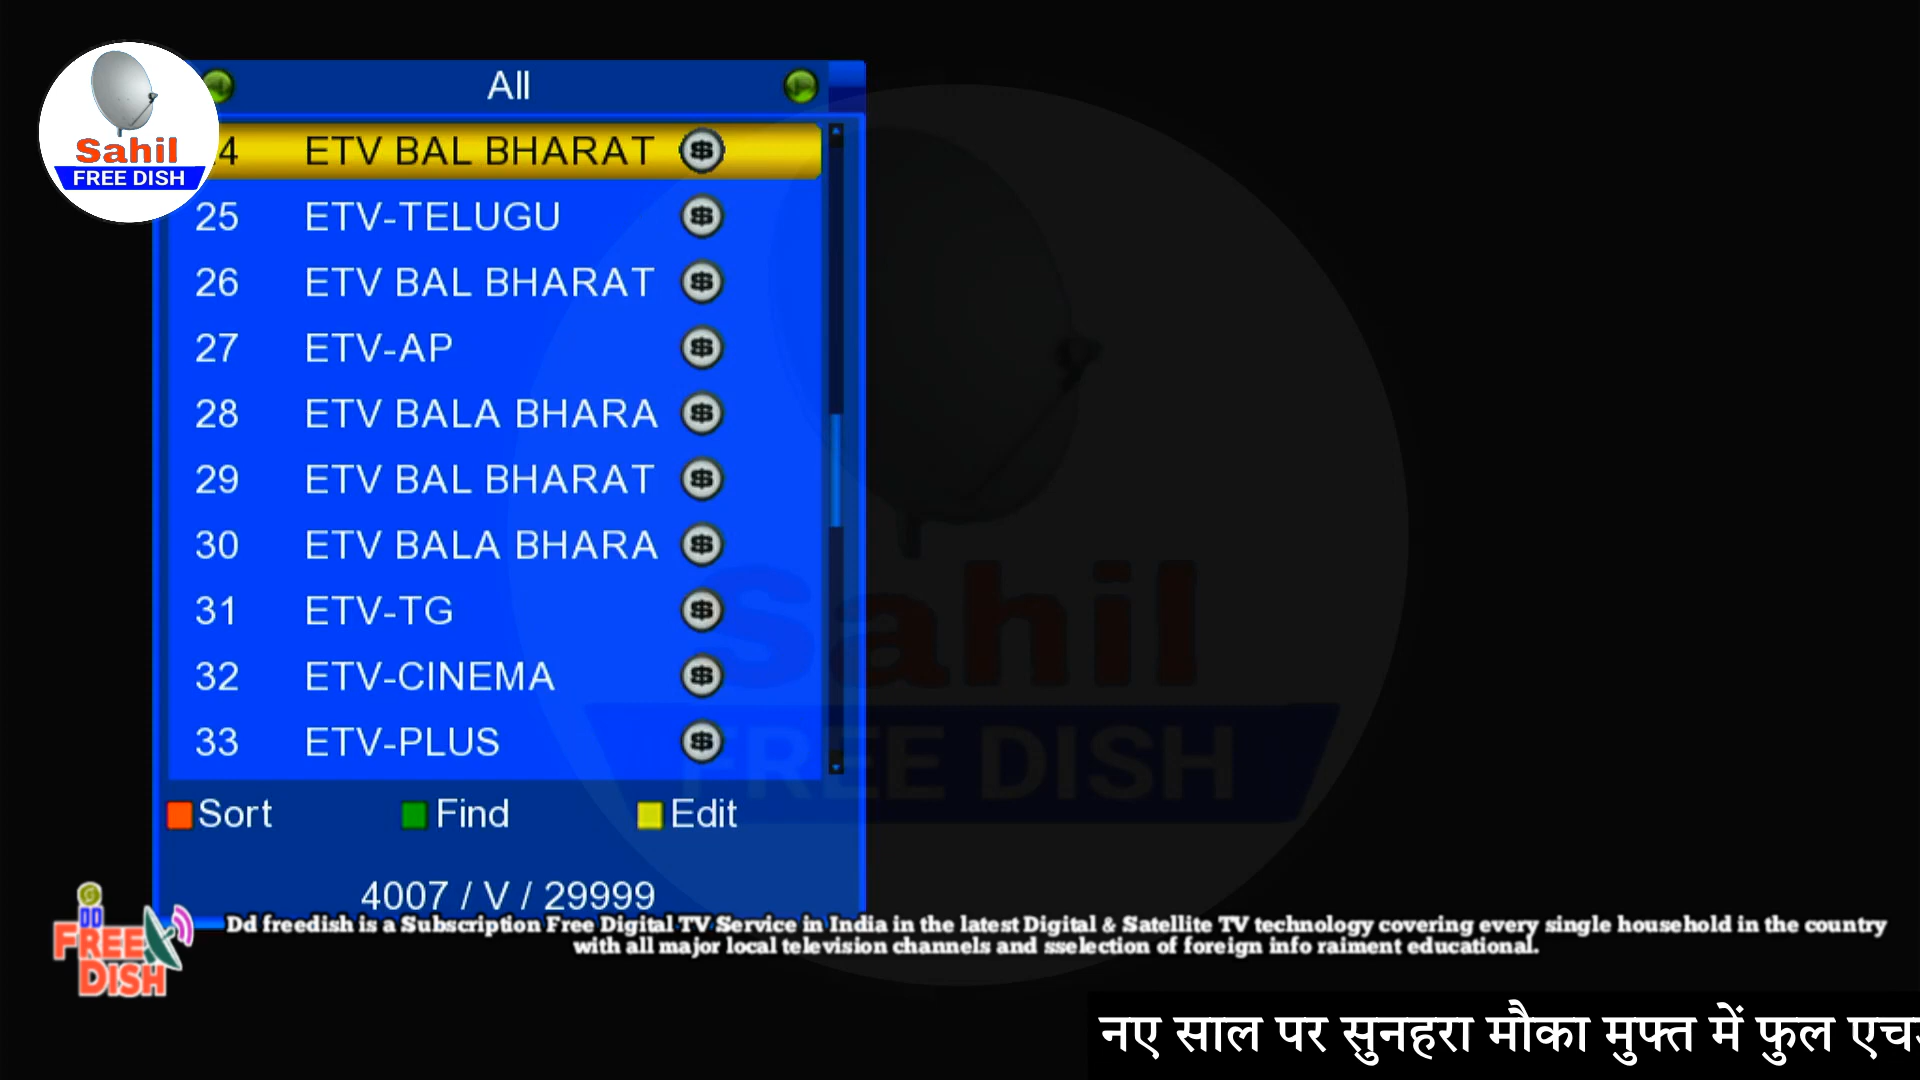 All
Sahil
FREE DISH
4 ETV BAL BHARAT $
25 ETV-TELUGU $
26 ETV BAL BHARAT $
27 ETV-AP $
28 ETV BALA BHARA $
29 ETV BAL BHARAT $
30 ETV BALA BHARA $
31 ETV-TG $
32 ETV-CINEMA $
33 ETV-PLUS $
Sahil
FREE DISH
Sort Find Edit
4007 / V / 29999
DD
FREE
DISH
Dd freedish is a Subscription Free Digital TV Service in India in the latest Digital & Satellite TV technology covering every single household in the country
with all major local television channels and sselection of foreign info raiment educational.
नए साल पर सुनहरा मौका मुफ्त में फुल